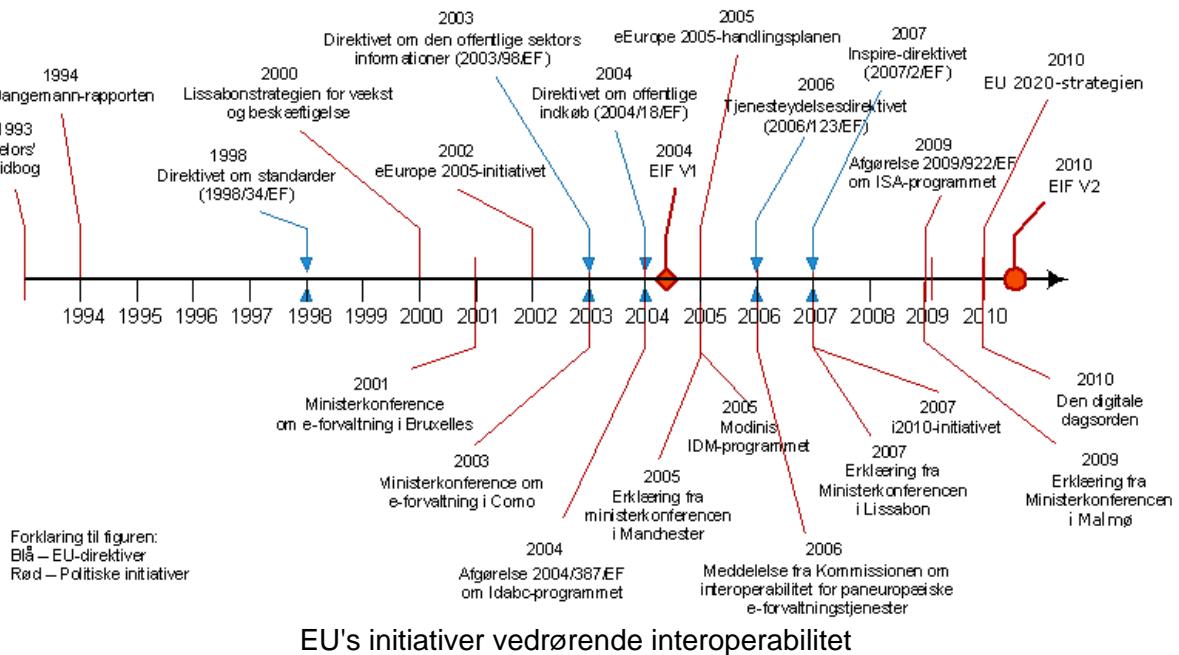 2003
Direktivet om den offentlige sektors
informationer (2003/98/EF)
2005
eEurope 2005-handlingsplanen
2007
Inspire-direktivet
(2007/2/EF)
2010
EU 2020-strategien
1994
angemann-rapporten
2000
Lissabonstrategien for vækst
og beskæftigelse
2004
Direktivet om offentlige
indkøb (2004/18/EF)
2006
Tjenesteydelsesdirektivet
(2006/123/EF)
1993
elors'
idbog
1998
Direktivet om standarder
(1998/34/EF)
2002
eEurope 2005-initiativet
2004
EIF V1
2009
Afgørelse 2009/922/EF
om ISA-programmet
2010
EIF V2
1994 1995 1996 1997 1998 1999 2000 2001 2002 2003 2004 2005 2006 2007 2008 2009 2010
2001
Ministerkonference
om e-forvaltning i Bruxelles
2003
Ministerkonference om
e-forvaltning i Como
2004
Afgørelse 2004/387/EF
om Idabc-programmet
2005
Erklæring fra
ministerkonferencen
i Manchester
2005
Modinis
IDM-programmet
2006
Meddelelse fra Kommissionen om
interoperabilitet for paneuropæiske
e-forvaltningstjenester
2007
i2010-initiativet
2007
Erklæring fra
Ministerkonferencen
i Lissabon
2010
Den digitale
dagsorden
2009
Erklæring fra
Ministerkonferencen
i Malmø
Forklaring til figuren:
Blå – EU-direktiver
Rød – Politiske initiativer
EU's initiativer vedrørende interoperabilitet